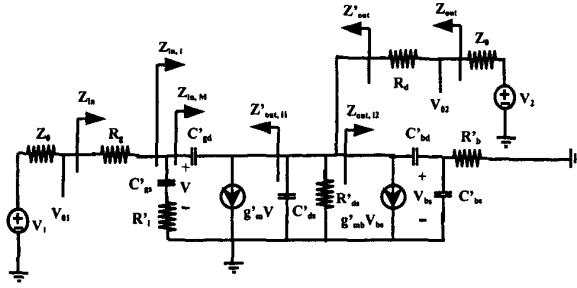 Z'out
Zout
Zin, i
Z0
Rd
V02
V2
Zin, M
Z'out, i1
Zout, i2
Zin
Z0
Rg
C'gd
C'bd
R'b
V01
C'gs
+
V
-
R'i
g'mV
C'ds
R'ds
g'mbVbs
+
Vbs
-
C'bs
V1